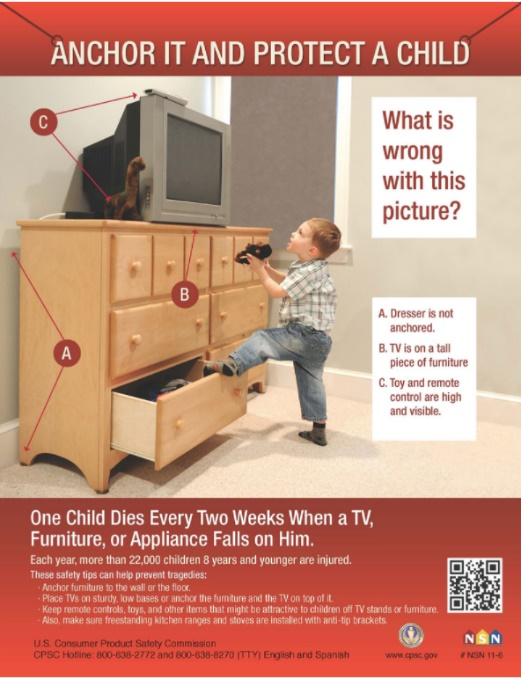 ANCHOR IT AND PROTECT A CHILD
C
B
A
What is
wrong
with this
picture?
A. Dresser is not
anchored.
B. TV is on a tall
piece of furniture
C. Toy and remote
control are high
and visible.
One Child Dies Every Two Weeks When a TV,
Furniture, or Appliance Falls on Him.
Each year, more than 22,000 children 8 years and younger are injured.
These safety tips can help prevent tragedies:
· Anchor furniture to the wall or the floor.
· Place TVs on sturdy, low bases or anchor the furniture and the TV on top of it.
· Keep remote controls, toys, and other items that might be attractive to children off TV stands or furniture.
· Also, make sure freestanding kitchen ranges and stoves are installed with anti-tip brackets.
U.S. Consumer Product Safety Commission
CPSC Hotline: 800-638-2772 and 800-638-8270 (TTY) English and Spanish
www.cpsc.gov
NSN
# NSN 11-6